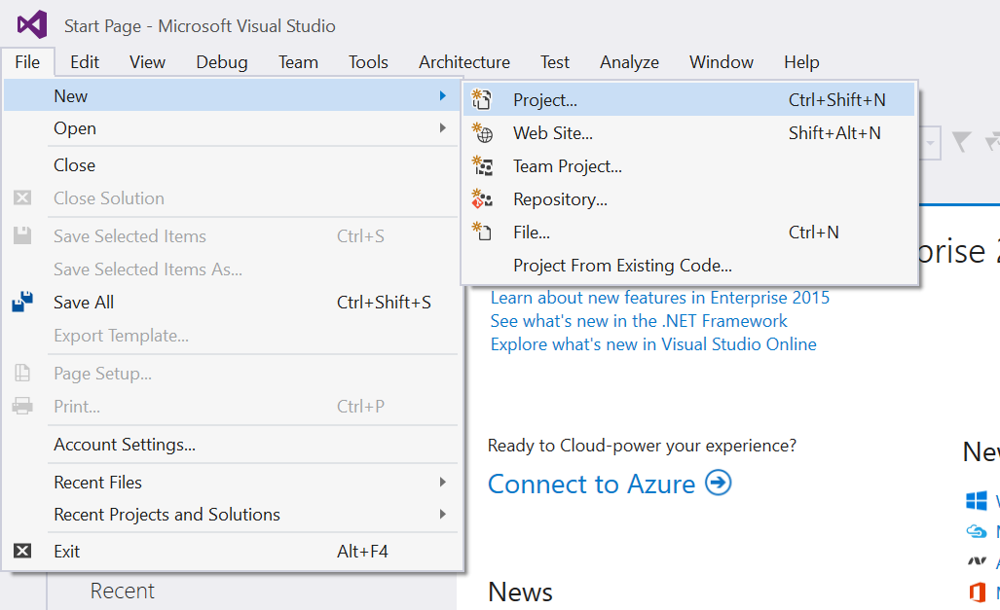 Start Page - Microsoft Visual Studio
File Edit View Debug Team Tools Architecture Test Analyze Window Help
New
Open
Close
Close Solution
Save Selected Items Ctrl+S
Save Selected Items As...
Save All Ctrl+Shift+S
Export Template...
Page Setup...
Print... Ctrl+P
Account Settings...
Recent Files
Recent Projects and Solutions
Exit Alt+F4
Recent
Project... Ctrl+Shift+N
Web Site... Shift+Alt+N
Team Project...
Repository...
File... Ctrl+N
Project From Existing Code...
Learn about new features in Enterprise 2015
See what's new in the .NET Framework
Explore what's new in Visual Studio Online
Ready to Cloud-power your experience?
Connect to Azure
News